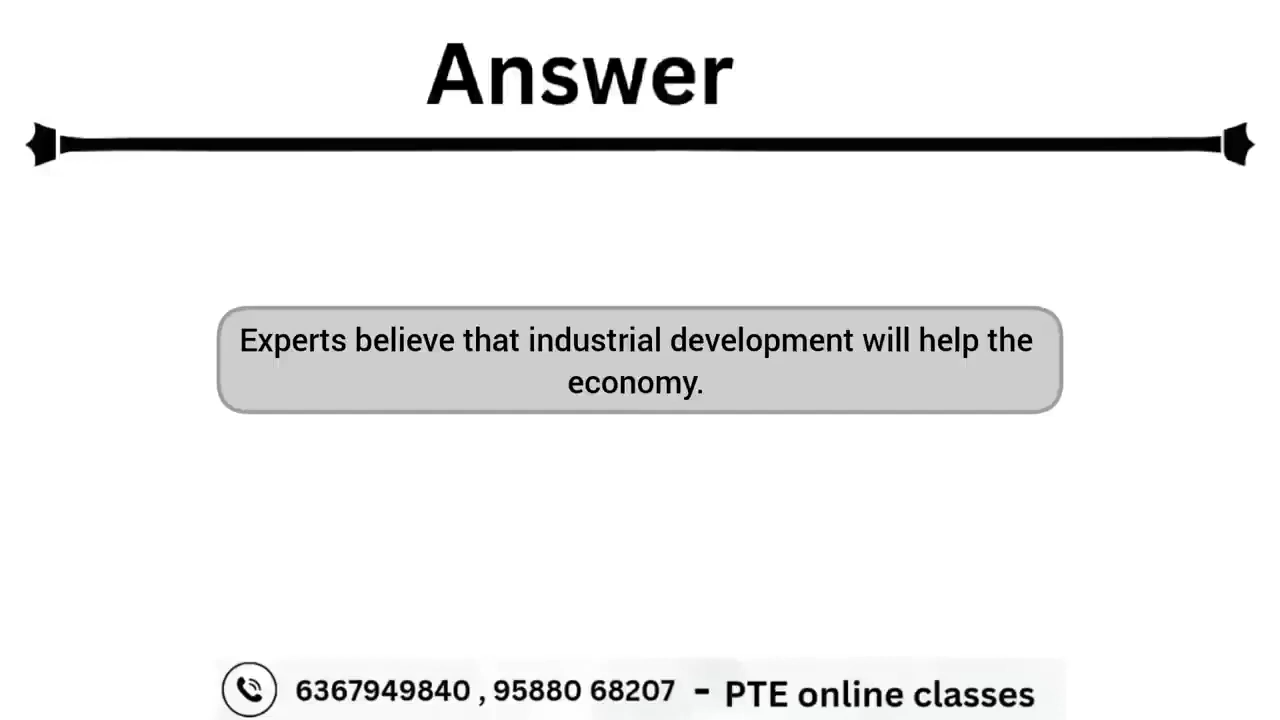 Answer
Experts believe that industrial development will help the
economy.
6367949840 , 95880 68207 - PTE online classes